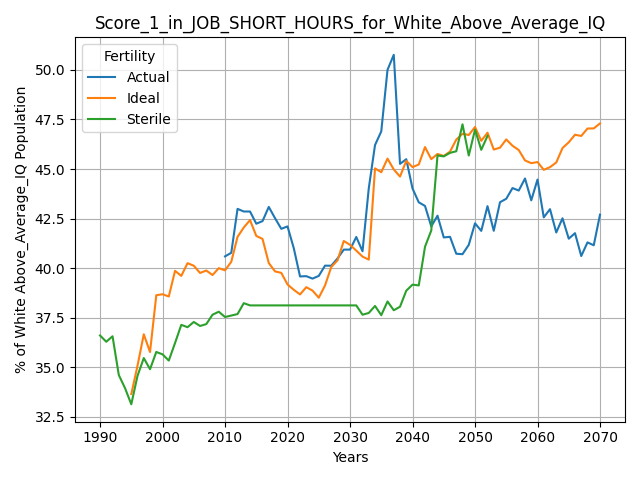 Score_1_in_JOB_SHORT_HOURS_for_White_Above_Average_IQ
% of White Above_Average_IQ Population
50.0
47.5
45.0
42.5
40.0
37.5
35.0
32.5
Fertility
Actual
Ideal
Sterile
1990 2000 2010 2020 2030 2040 2050 2060 2070
Years